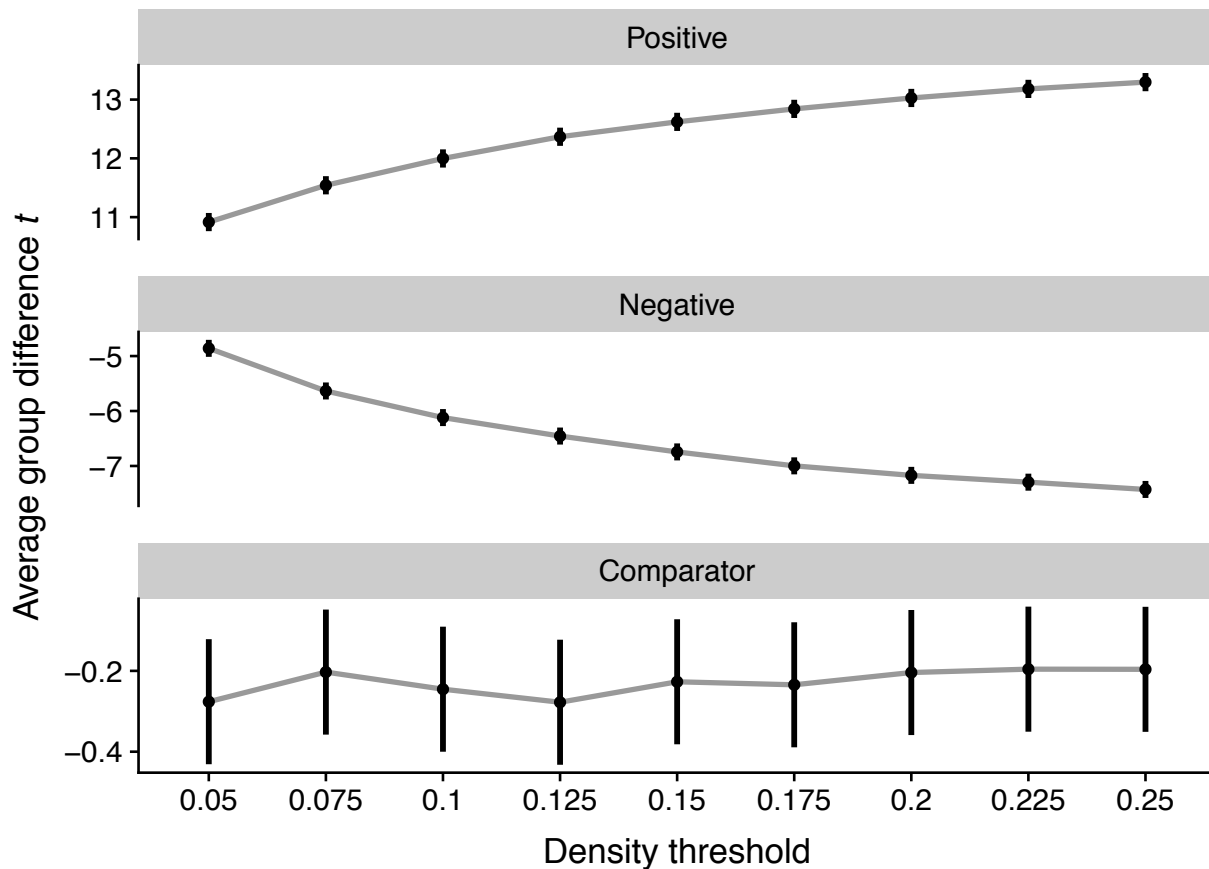 Positive
13
12
11
Negative
−5
−6
−7
Comparator
−0.2
−0.4
0.05 0.075 0.1 0.125 0.15 0.175 0.2 0.225 0.25
Density threshold
Average group difference t